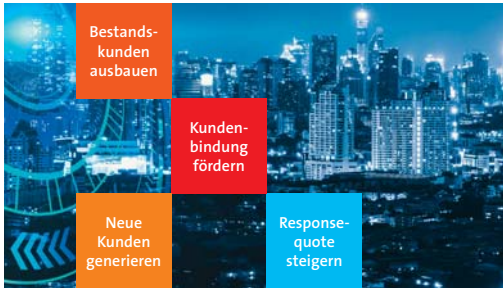 Bestands-
kunden
ausbauen
Kunden-
bindung
fördern
Neue
Kunden
generieren
Response-
quote
steigern